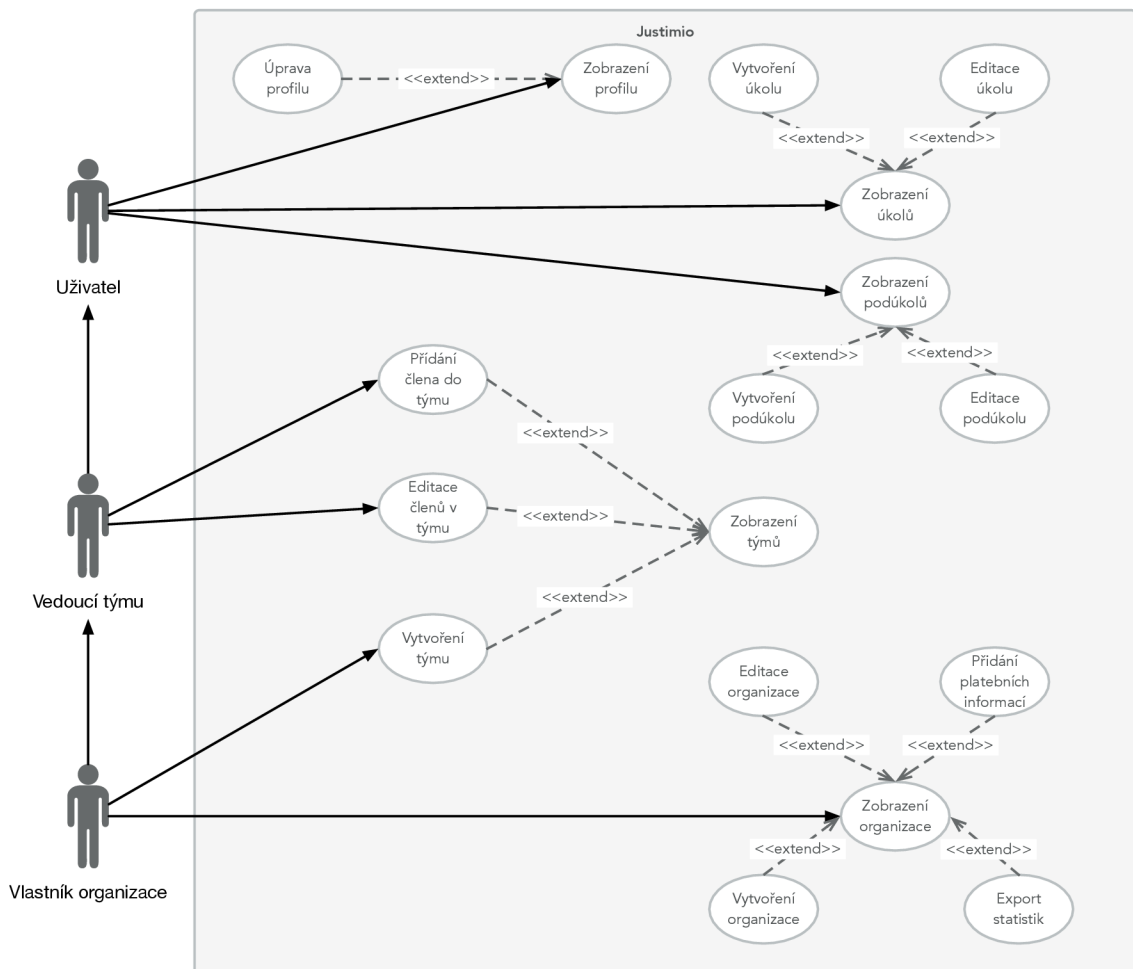 Justimio
Úprava
profilu
<<extend>>
Zobrazení
profilu
Vytvoření
úkolu
Editace
úkolu
<<extend>>
<<extend>>
Zobrazení
úkolů
Uživatel
Zobrazení
podúkolů
<<extend>>
<<extend>>
Vytvoření
podúkolu
Editace
podúkolu
Přídání
člena do
týmu
<<extend>>
Editace
členů v
týmu
<<extend>>
Zobrazení
týmů
<<extend>>
Vedoucí týmu
Vytvoření
týmu
Editace
organizace
Přidání
platebních
informací
<<extend>>
<<extend>>
Zobrazení
organizace
<<extend>>
<<extend>>
Vlastník organizace
Vytvoření
organizace
Export
statistik